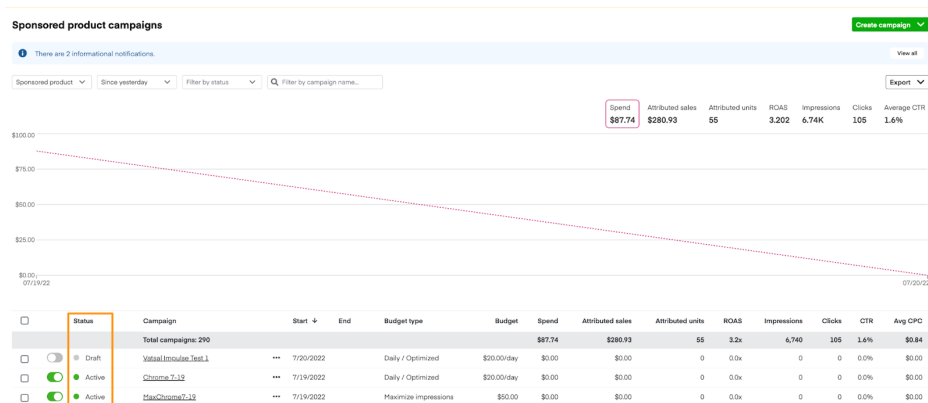 Sponsored product campaigns
Create campaign
There are 2 informational notifications.
View all
Sponsored product
Since yesterday
Filter by status
Filter by campaign name...
Export
Spend Attributed sales Attributed units ROAS Impressions Clicks Average CTR
$87.74 $280.93 55 3.202 6.74K 105 1.6%
$100.00
$75.00
$50.00
$25.00
$0.00
07/19/22 07/20/22
Status Campaign Start End Budget type Budget Spend Attributed sales Attributed units ROAS Impressions Clicks CTR Avg CPC
Total campaigns: 290 $87.74 $280.93 55 3.2x 6,740 105 1.6% $0.84
Draft Vatsal Impulse Test 1 ••• 7/20/2022 Daily / Optimized $20.00/day $0.00 $0.00 0 0.0x 0 0 0.0% $0.00
Active Chrome 7-19 ••• 7/19/2022 Daily / Optimized $20.00/day $0.00 $0.00 0 0.0x 0 0 0.0% $0.00
Active MaxChrome7-19 ••• 7/19/2022 Maximize impressions $50.00 $0.00 $0.00 0 0.0x 0 0 0.0% $0.00